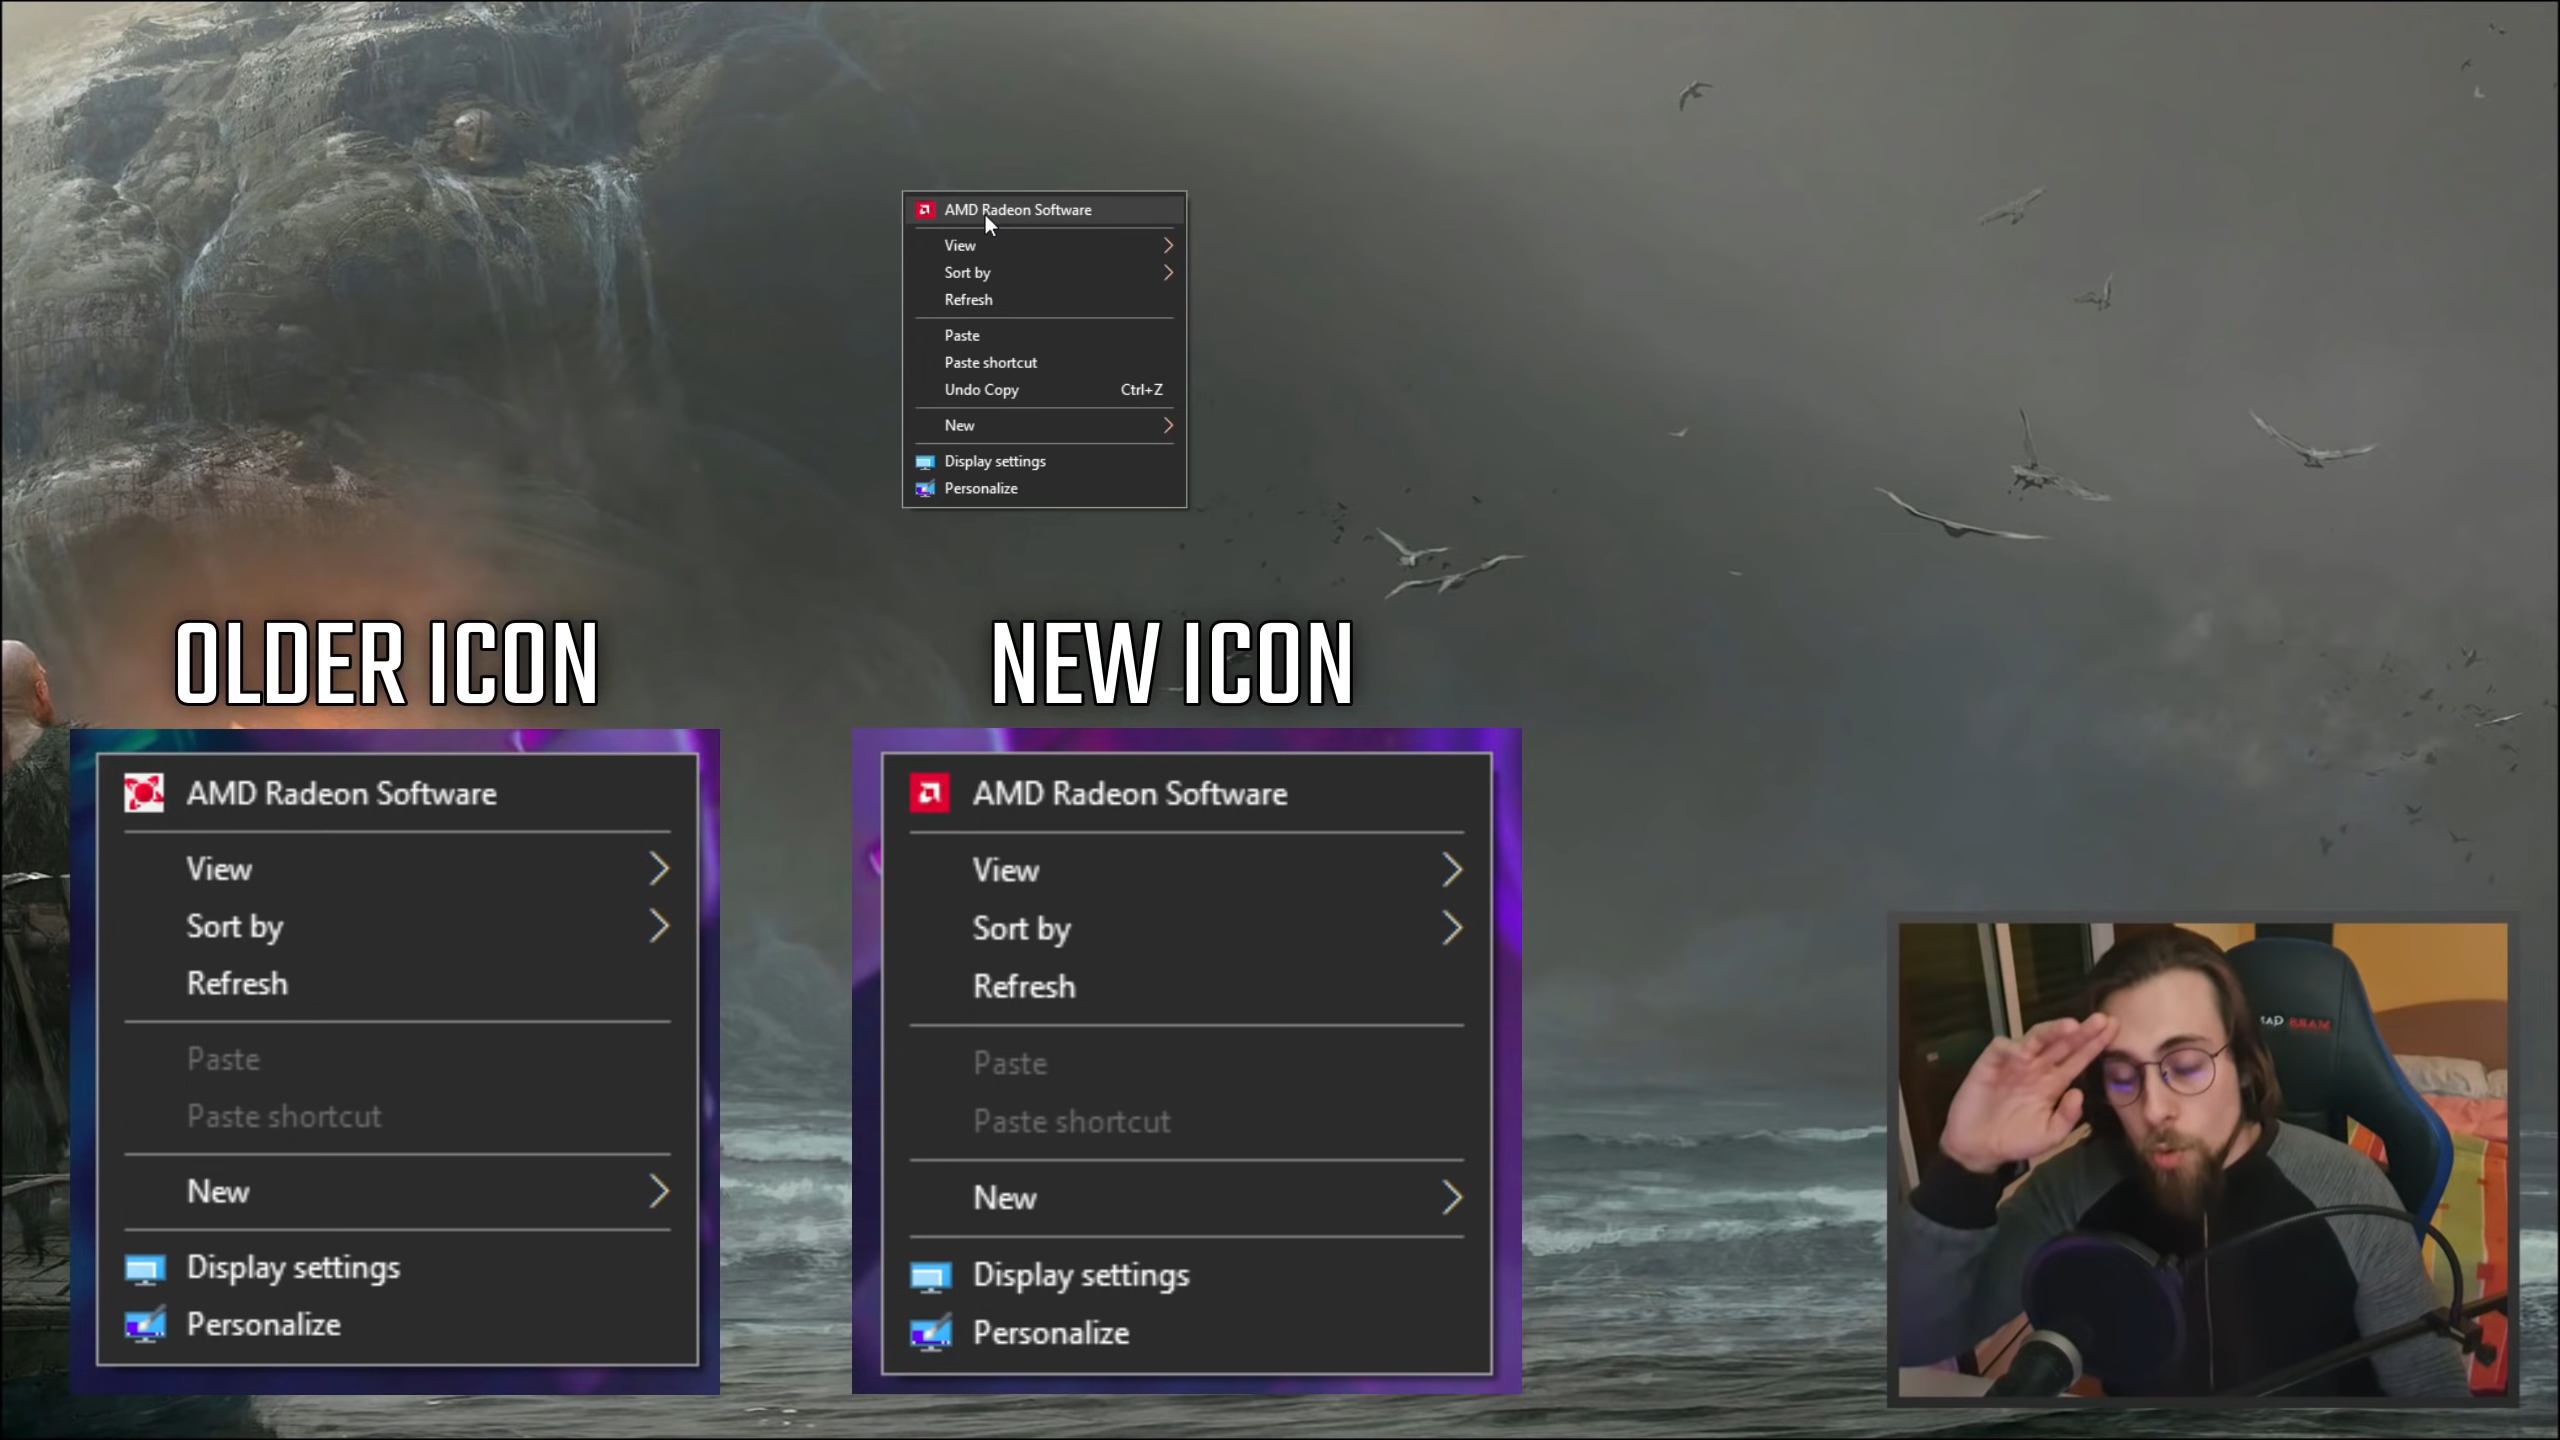 AMD Radeon Software
View
Sort by
Refresh
Paste
Paste shortcut
Undo Copy Ctrl+Z
New
Display settings
Personalize
OLDER ICON
AMD Radeon Software
View
Sort by
Refresh
Paste
Paste shortcut
New
Display settings
Personalize
NEW ICON
AMD Radeon Software
View
Sort by
Refresh
Paste
Paste shortcut
New
Display settings
Personalize